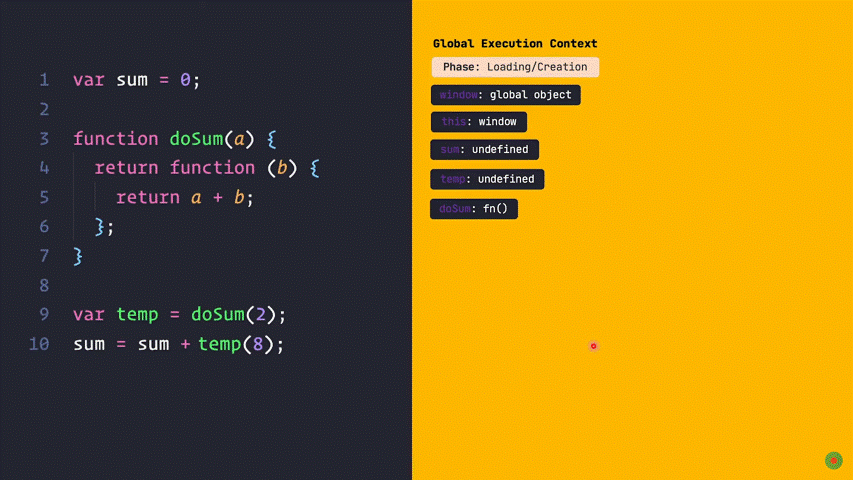 1 var sum = 0;
2
3 function doSum(a) {
4 return function (b) {
5 return a + b;
6 };
7 }
8
9 var temp = doSum(2);
10 sum = sum + temp(8);
Global Execution Context
Phase: Loading/Creation
window: global object
this: window
sum: undefined
temp: undefined
doSum: fn()